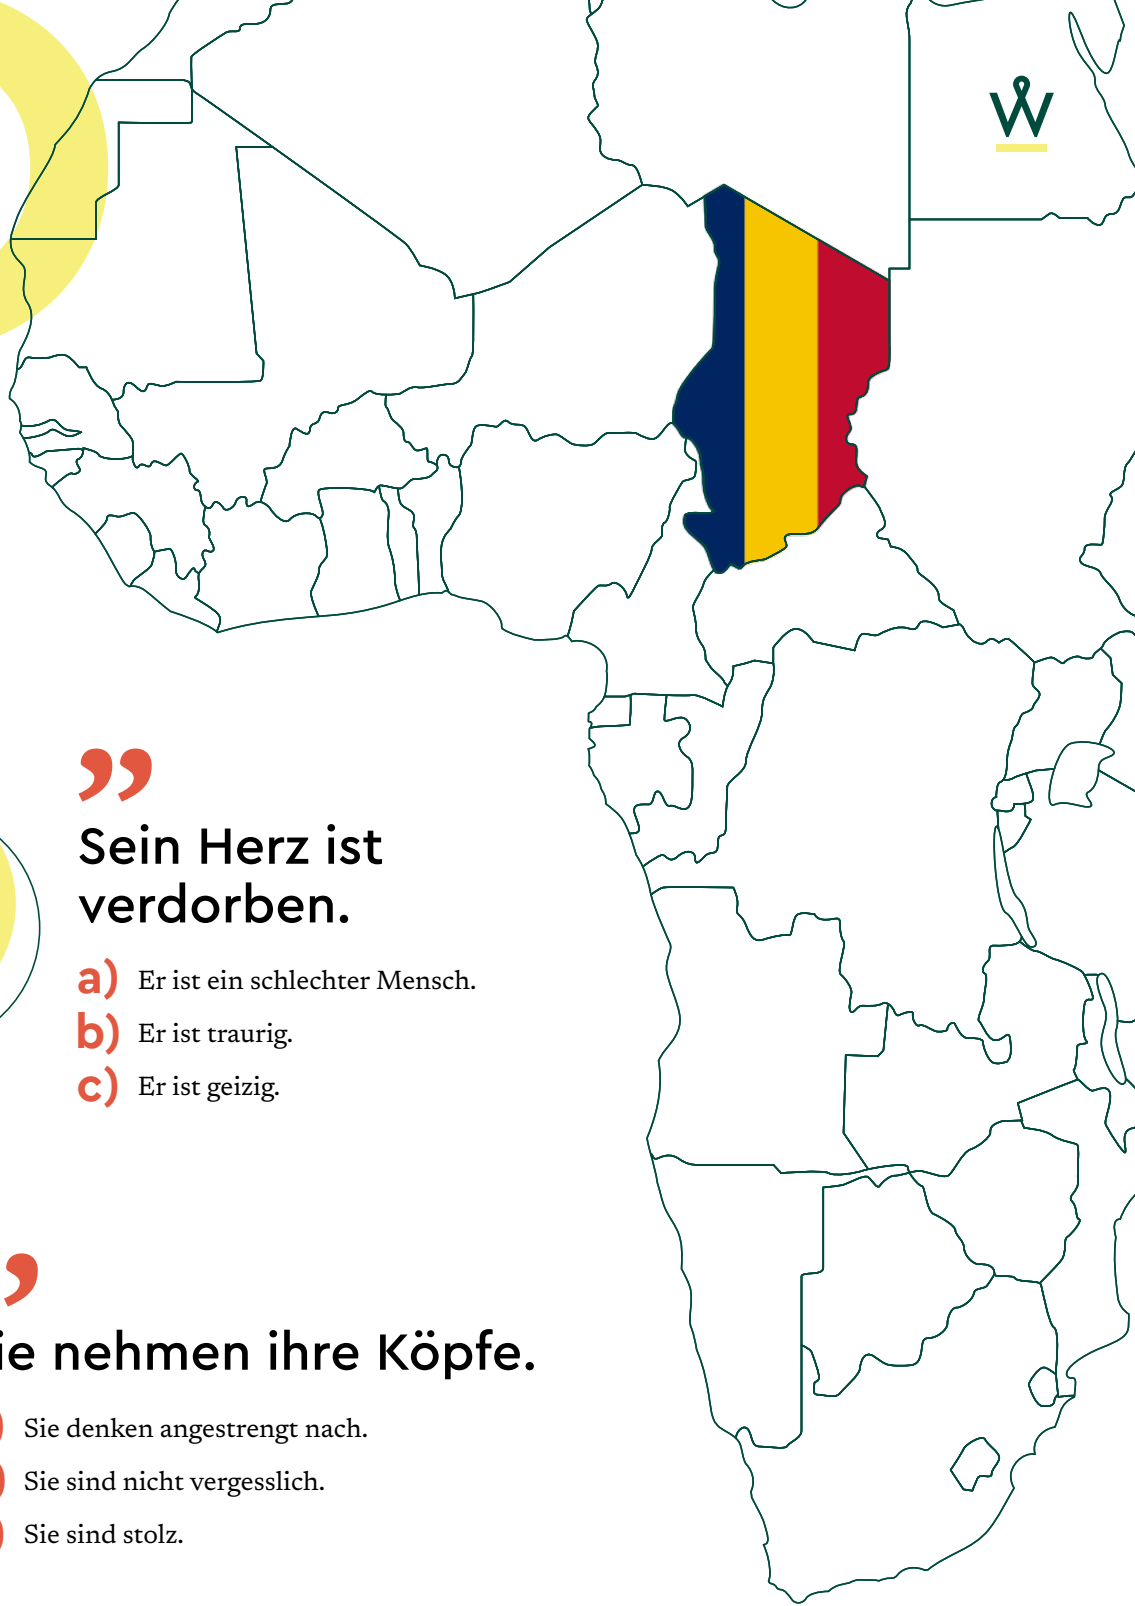 W
”
Sein Herz ist
verdorben.
a) Er ist ein schlechter Mensch.
b) Er ist traurig.
c) Er ist geizig.
ie nehmen ihre Köpfe.
) Sie denken angestrengt nach.
) Sie sind nicht vergesslich.
) Sie sind stolz.